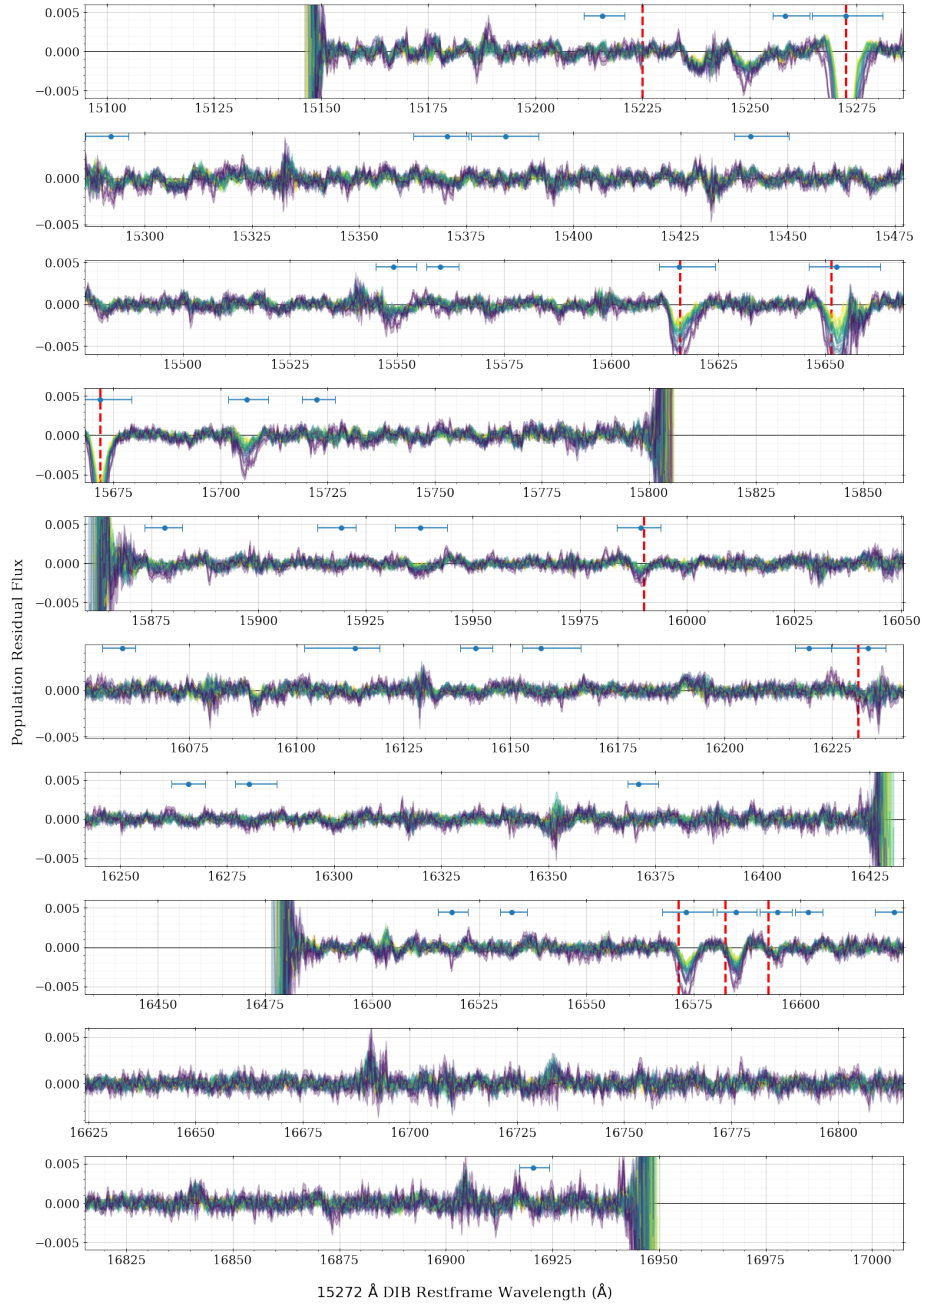 0.005
0.000
−0.005
15100 15125 15150 15175 15200 15225 15250 15275
0.000
−0.005
15300 15325 15350 15375 15400 15425 15450 15475
0.005
0.000
−0.005
15500 15525 15550 15575 15600 15625 15650
0.005
0.000
−0.005
15675 15700 15725 15750 15775 15800 15825 15850
0.005
0.000
−0.005
15875 15900 15925 15950 15975 16000 16025 16050
Population Residual Flux
0.000
−0.005
16075 16100 16125 16150 16175 16200 16225
0.005
0.000
−0.005
16250 16275 16300 16325 16350 16375 16400 16425
0.005
0.000
−0.005
16450 16475 16500 16525 16550 16575 16600
0.005
0.000
16625 16650 16675 16700 16725 16750 16775 16800
0.005
0.000
−0.005
16825 16850 16875 16900 16925 16950 16975 17000
15272 Å DIB Restframe Wavelength (Å)